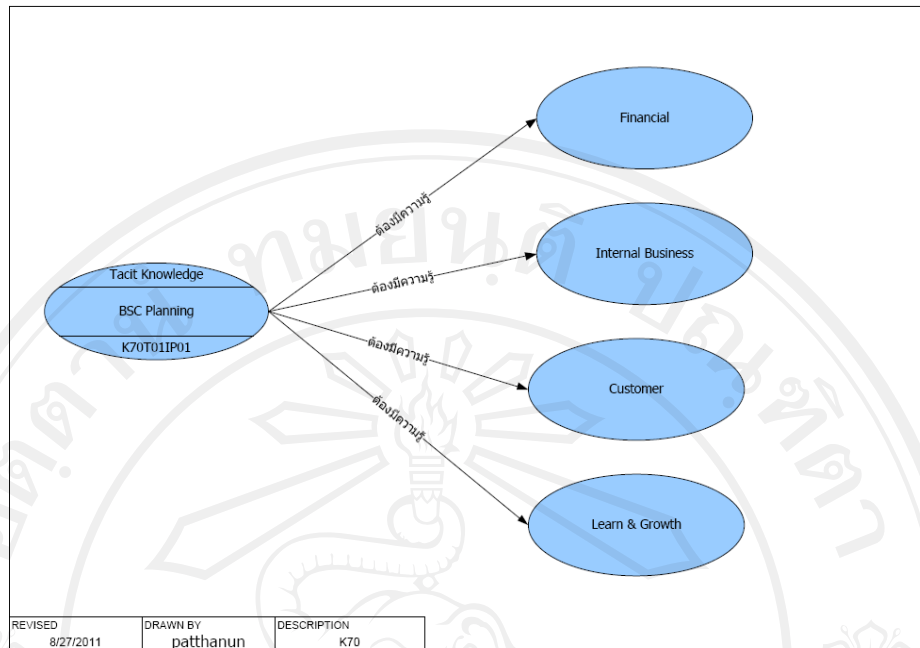 Financial
ต้องมีความรู้
Internal Business
ต้องมีความรู้
Tacit Knowledge
BSC Planning
K70T01IP01
ต้องมีความรู้
Customer
ต้องมีความรู้
Learn & Growth
REVISED
8/27/2011
DRAWN BY
patthanun
DESCRIPTION
K70